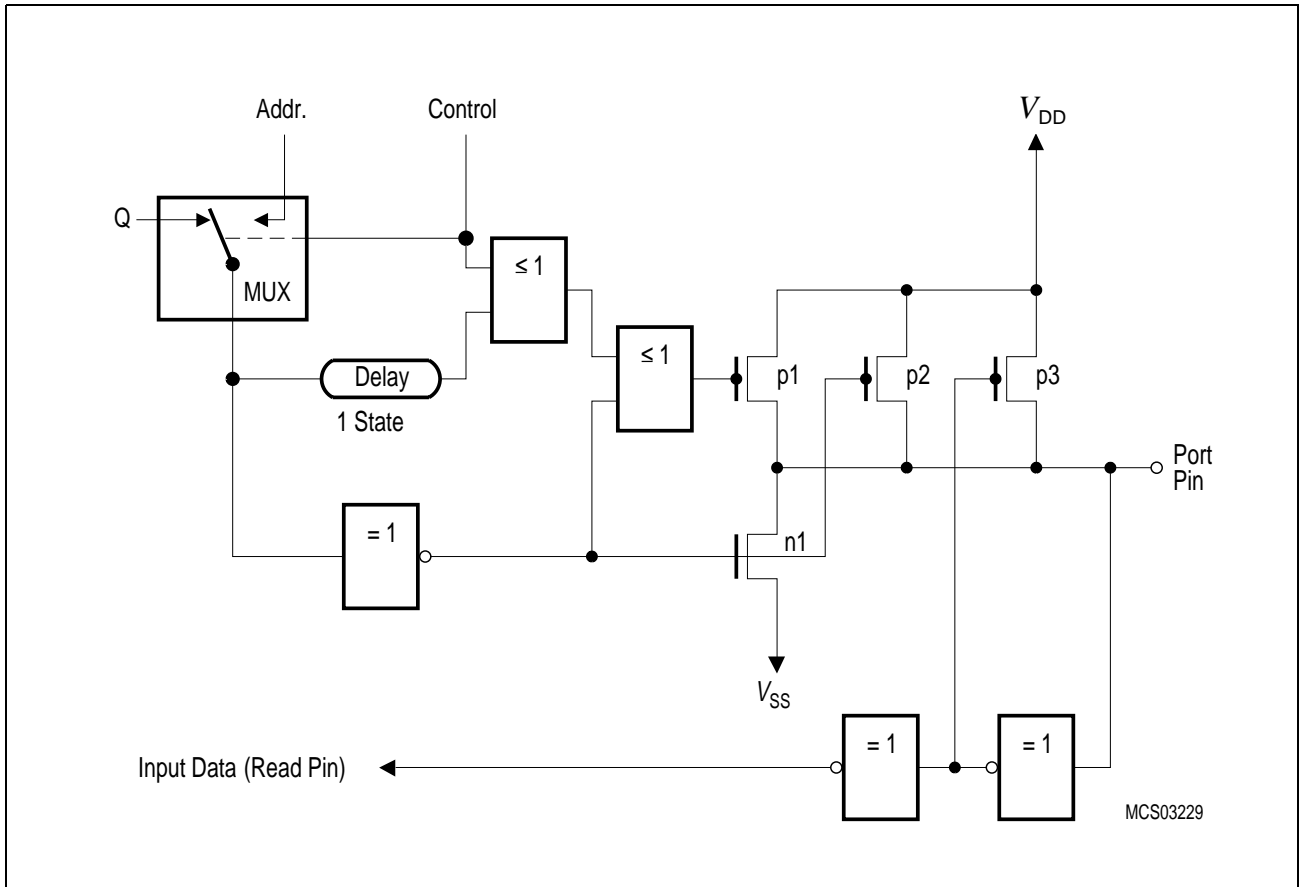 Addr.
Control
VDD
Q
MUX
≤ 1
≤ 1
Delay
1 State
p1
p2
p3
Port
Pin
= 1
n1
VSS
= 1
= 1
Input Data (Read Pin)
MCS03229